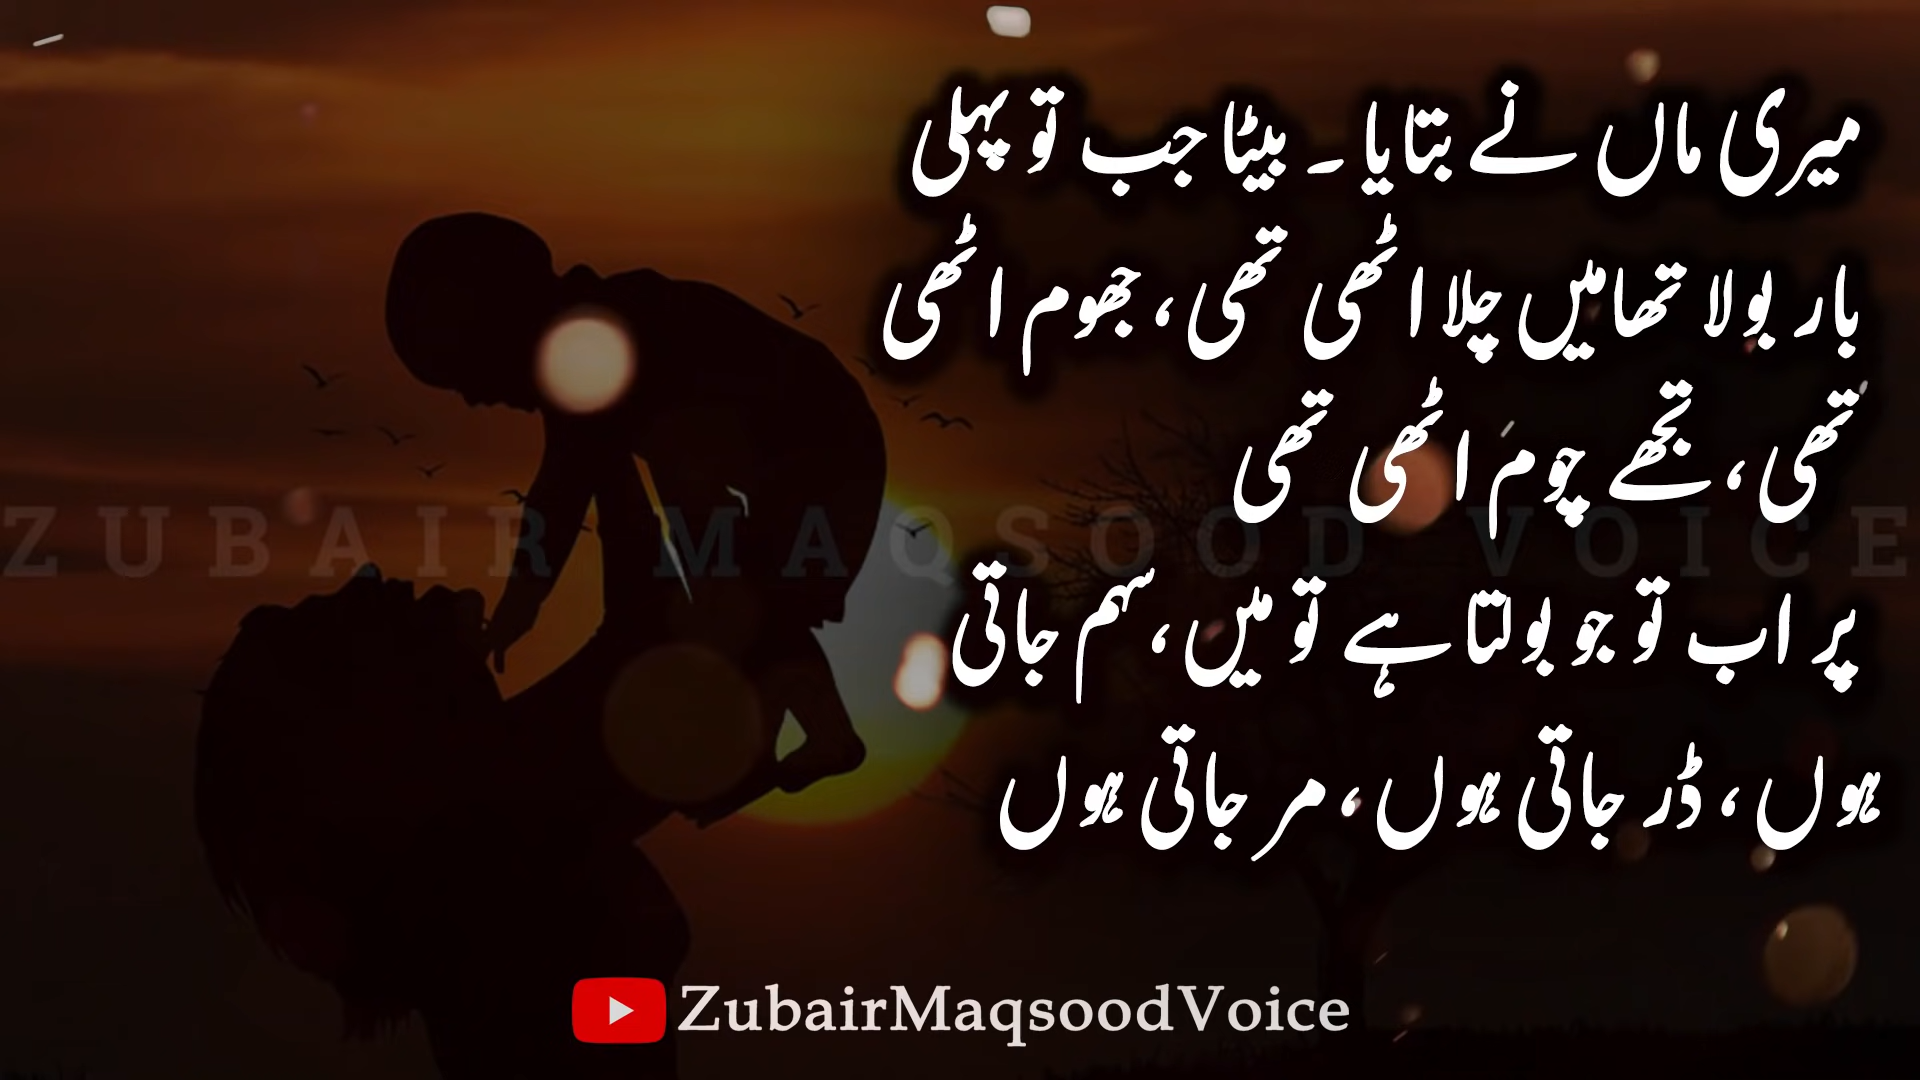 میری ماں نے بتایا ۔ بیٹا جب تو پہلی
بار بولا تھا میں چلا اٹھی تھی، جھوم اٹھی
تھی، تجھے چوم اٹھی تھی
ZUBAIR MAQSOOD VOICE
پر اب تو جو بولتا ہے تو میں، سہم جاتی
ہوں، ڈر جاتی ہوں، مر جاتی ہوں
ZubairMaqsoodVoice